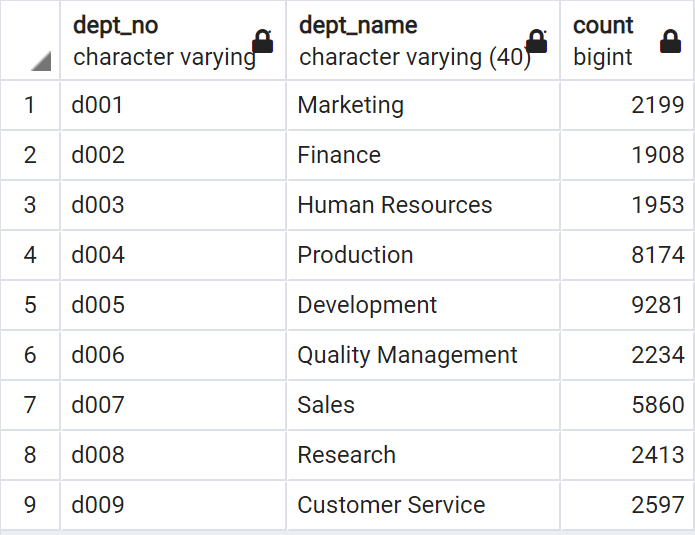 dept_no dept_name count
character varying character varying (40) bigint
1 d001 Marketing 2199
2 d002 Finance 1908
3 d003 Human Resources 1953
4 d004 Production 8174
5 d005 Development 9281
6 d006 Quality Management 2234
7 d007 Sales 5860
8 d008 Research 2413
9 d009 Customer Service 2597